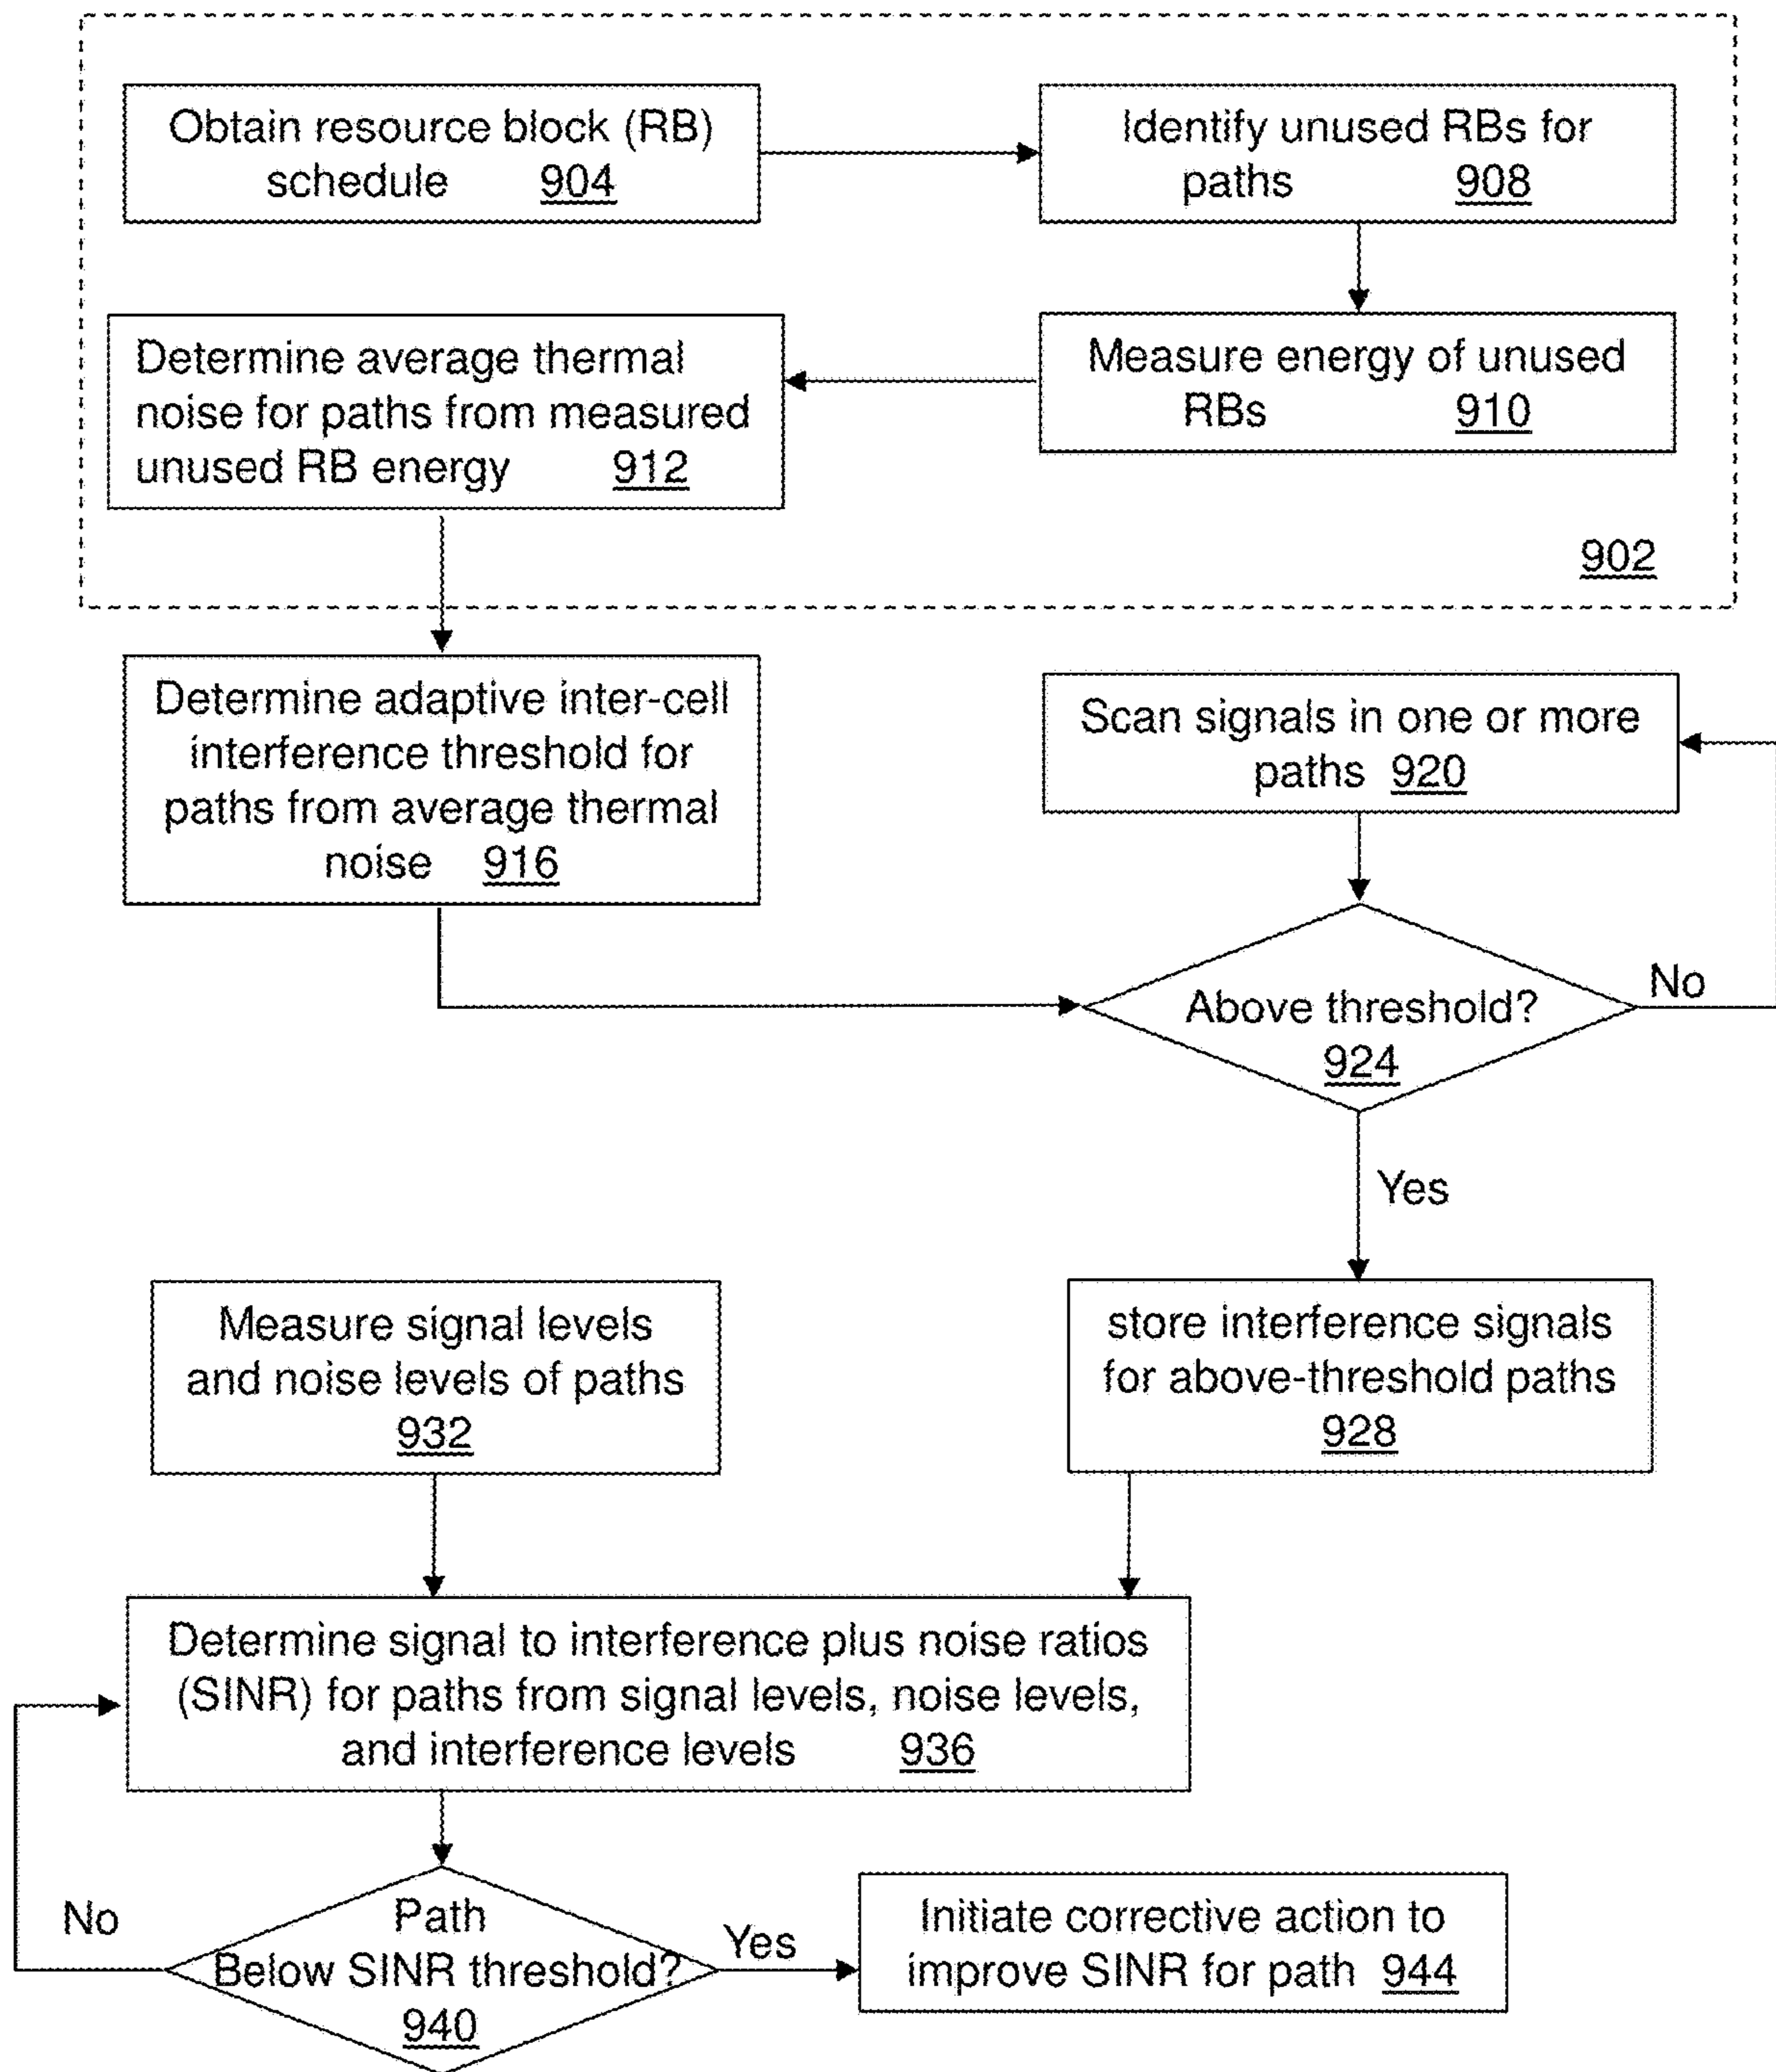 Obtain resource block (RB)
schedule 904
Identify unused RBs for
paths 908
Determine average thermal
noise for paths from measured
unused RB energy 912
Measure energy of unused
RBs 910
902
Determine adaptive inter-cell
interference threshold for
paths from average thermal
noise 916
Scan signals in one or more
paths 920
Above threshold?
924
No
Yes
Measure signal levels
and noise levels of paths
932
store interference signals
for above-threshold paths
928
Determine signal to interference plus noise ratios
(SINR) for paths from signal levels, noise levels,
and interference levels 936
No
Path
Below SINR threshold?
940
Yes
Initiate corrective action to
improve SINR for path 944